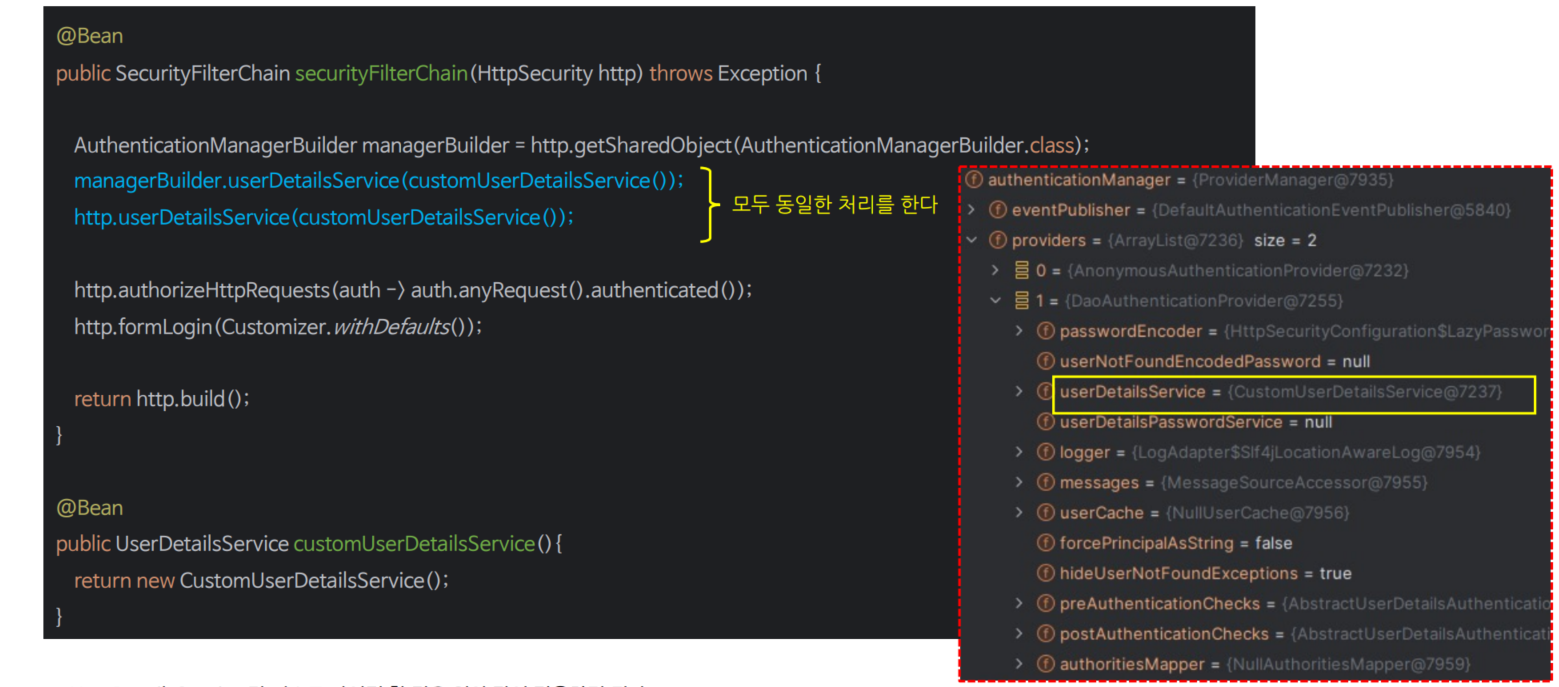 @Bean
public SecurityFilterChain securityFilterChain(HttpSecurity http) throws Exception {
AuthenticationManagerBuilder managerBuilder = http.getSharedObject(AuthenticationManagerBuilder.class);
managerBuilder.userDetailsService(customUserDetailsService());
http.userDetailsService(customUserDetailsService());
모두 동일한 처리를 한다
http.authorizeHttpRequests(auth -> auth.anyRequest().authenticated());
http.formLogin(Customizer.withDefaults());
return http.build();
}
@Bean
public UserDetailsService customUserDetailsService(){
return new CustomUserDetailsService();
}
authenticationManager = {ProviderManager@7935}
eventPublisher = {DefaultAuthenticationEventPublisher@5840}
providers = {ArrayList@7236} size = 2
0 = {AnonymousAuthenticationProvider@7232}
1 = {DaoAuthenticationProvider@7255}
passwordEncoder = {HttpSecurityConfiguration$LazyPasswor
userNotFoundEncodedPassword = null
userDetailsService = {CustomUserDetailsService@7237}
userDetailsPasswordService = null
logger = {LogAdapter$Slf4jLocationAwareLog@7954}
messages = {MessageSourceAccessor@7955}
userCache = {NullUserCache@7956}
forcePrincipalAsString = false
hideUserNotFoundExceptions = true
preAuthenticationChecks = {AbstractUserDetailsAuthenticatio
postAuthenticationChecks = {AbstractUserDetailsAuthenticati
authoritiesMapper = {NullAuthoritiesMapper@7959}